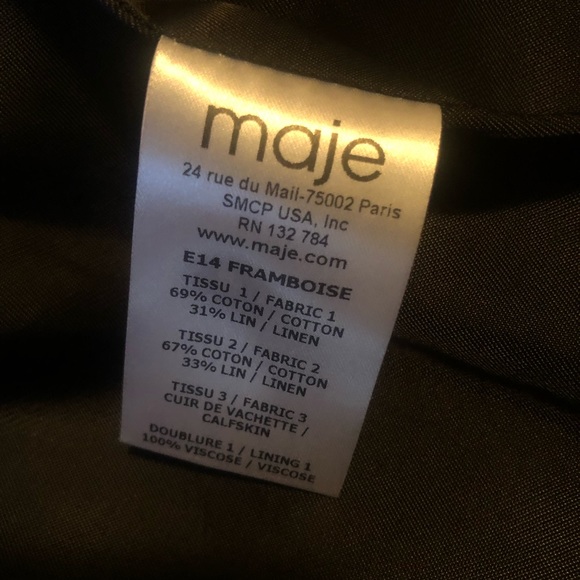 maje
24 rue du Mail-75002 Paris
SMCP USA, Inc
RN 132 784
www.maje.com
E14 FRAMBOISE
TISSU 1 / FABRIC 1
69% COTON / COTTON
31% LIN / LINEN
TISSU 2 / FABRIC 2
67% COTON / COTTON
33% LIN / LINEN
TISSU 3 / FABRIC 3
CUIR DE VACHETTE /
CALFSKIN
DOUBLURE 1 / LINING 1
100% VISCOSE / VISCOSE